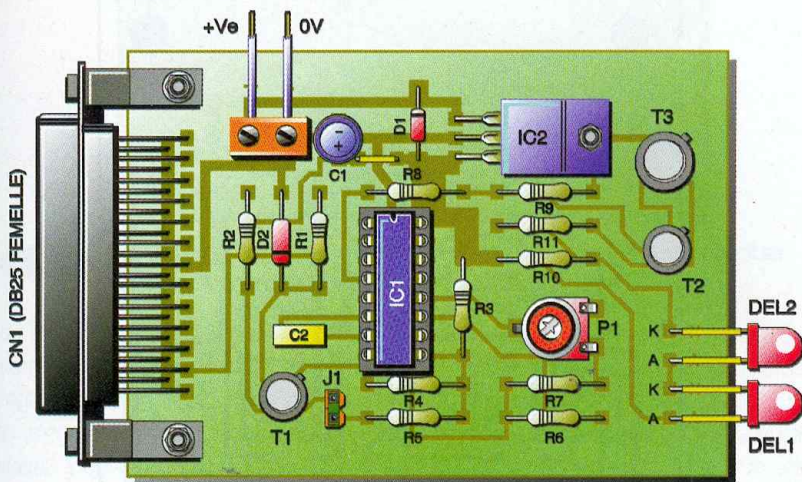 +Ve 0V
CN1 (DB25 FEMELLE)
D1
IC2
T3
C1
R8
R2
D2
R1
R9
R11
R10
T2
IC1
R3
P1
DEL2
C2
K
A
K
A
J1
T1
R4
R7
R5
R6
DEL1